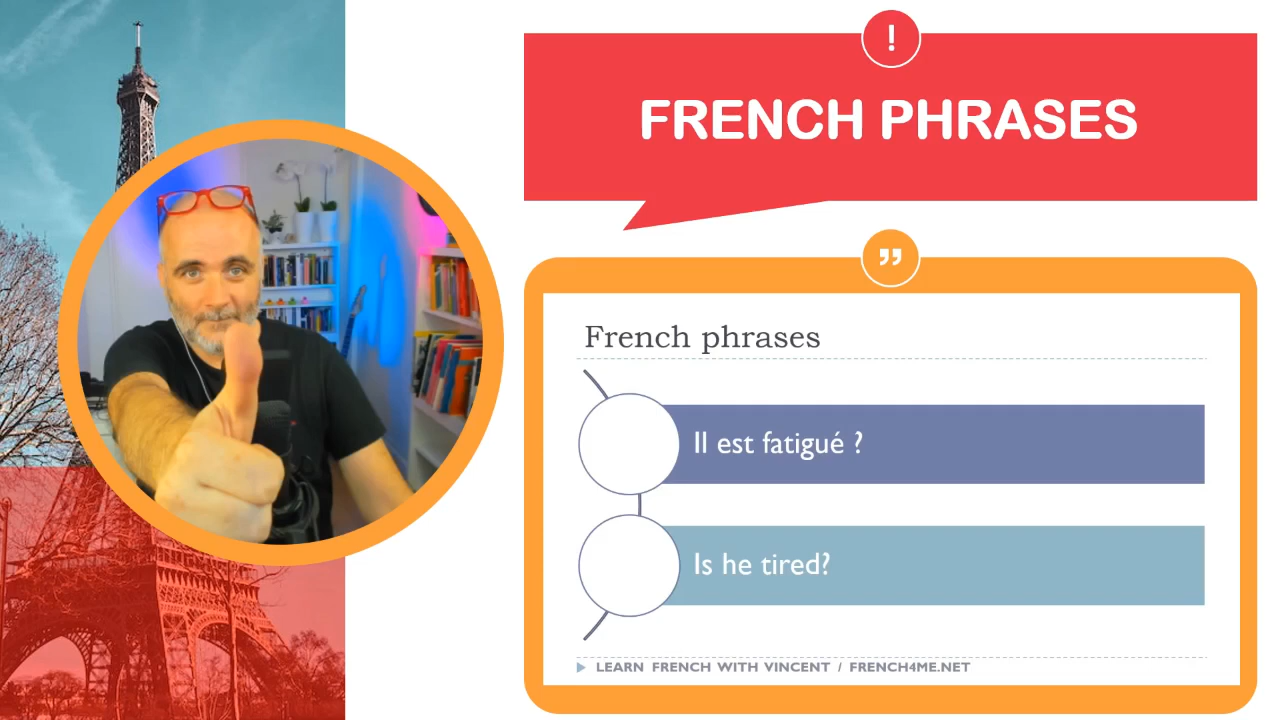 !
FRENCH PHRASES
”
French phrases
Il est fatigué ?
Is he tired?
LEARN FRENCH WITH VINCENT / FRENCH4ME.NET